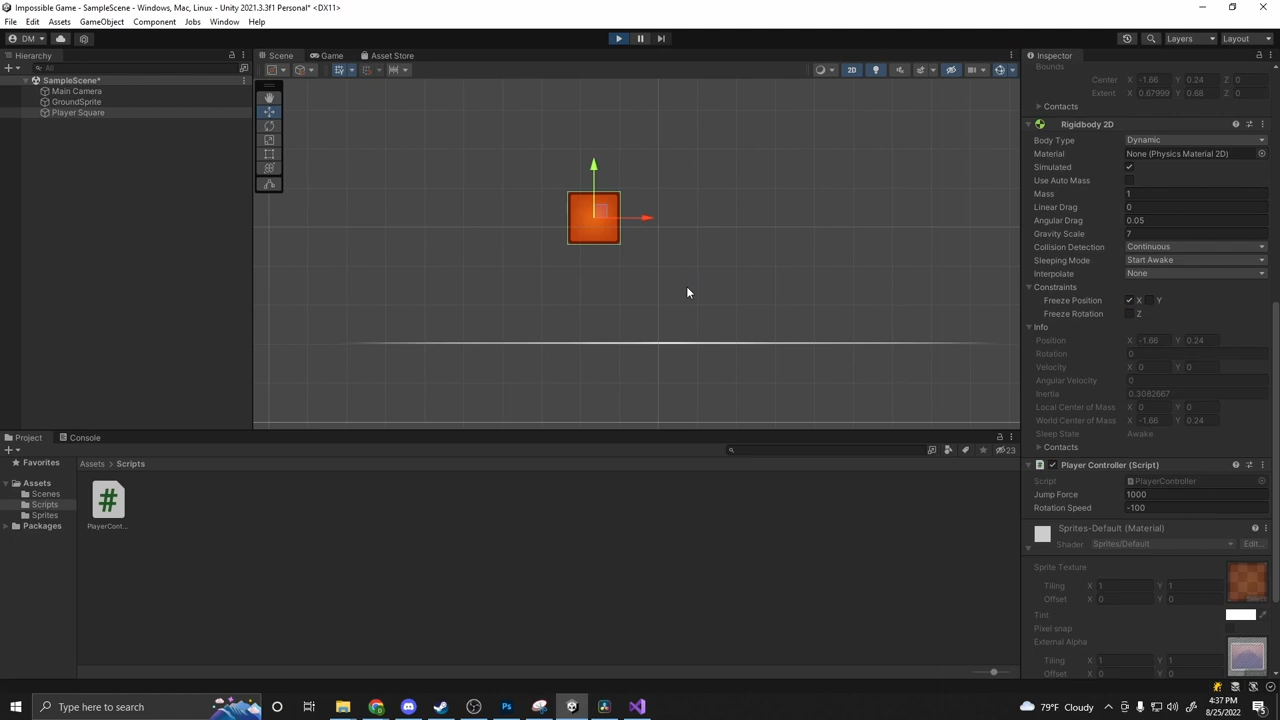 Impossible Game - SampleScene - Windows, Mac, Linux - Unity 2021.3.3f1 Personal* <DX11>
File Edit Assets GameObject Component Jobs Window Help
DM
Layers Layout
Hierarchy
All
SampleScene*
Main Camera
GroundSprite
Player Square
Scene Game Asset Store
2D
Inspector
Bounds
Center X -1.66 Y 0.24 Z 0
Extent X 0.67999 Y 0.68 Z 0
Contacts
Rigidbody 2D
Body Type Dynamic
Material None (Physics Material 2D)
Simulated
Use Auto Mass
Mass 1
Linear Drag 0
Angular Drag 0.05
Gravity Scale 7
Collision Detection Continuous
Sleeping Mode Start Awake
Interpolate None
Constraints
Freeze Position X Y
Freeze Rotation Z
Info
Position X -1.66 Y 0.24
Rotation 0
Velocity X 0 Y 0
Angular Velocity 0
Inertia 0.3082667
Local Center of Mass X 0 Y 0
World Center of Mass X -1.66 Y 0.24
Sleep State Awake
Contacts
Player Controller (Script)
Script PlayerController
Jump Force 1000
Rotation Speed -100
Sprites-Default (Material)
Shader Sprites/Default Edit...
Sprite Texture
Tiling X 1 Y 1
Offset X 0 Y 0
Select
Tint
Pixel snap
External Alpha
Tiling X 1 Y 1
Offset X 0 Y 0
Project Console
23
Favorites
Assets
Scenes
Scripts
Sprites
Packages
Assets > Scripts
#
PlayerCont...
Type here to search
Ps
79°F Cloudy
4:37 PM
8/25/2022